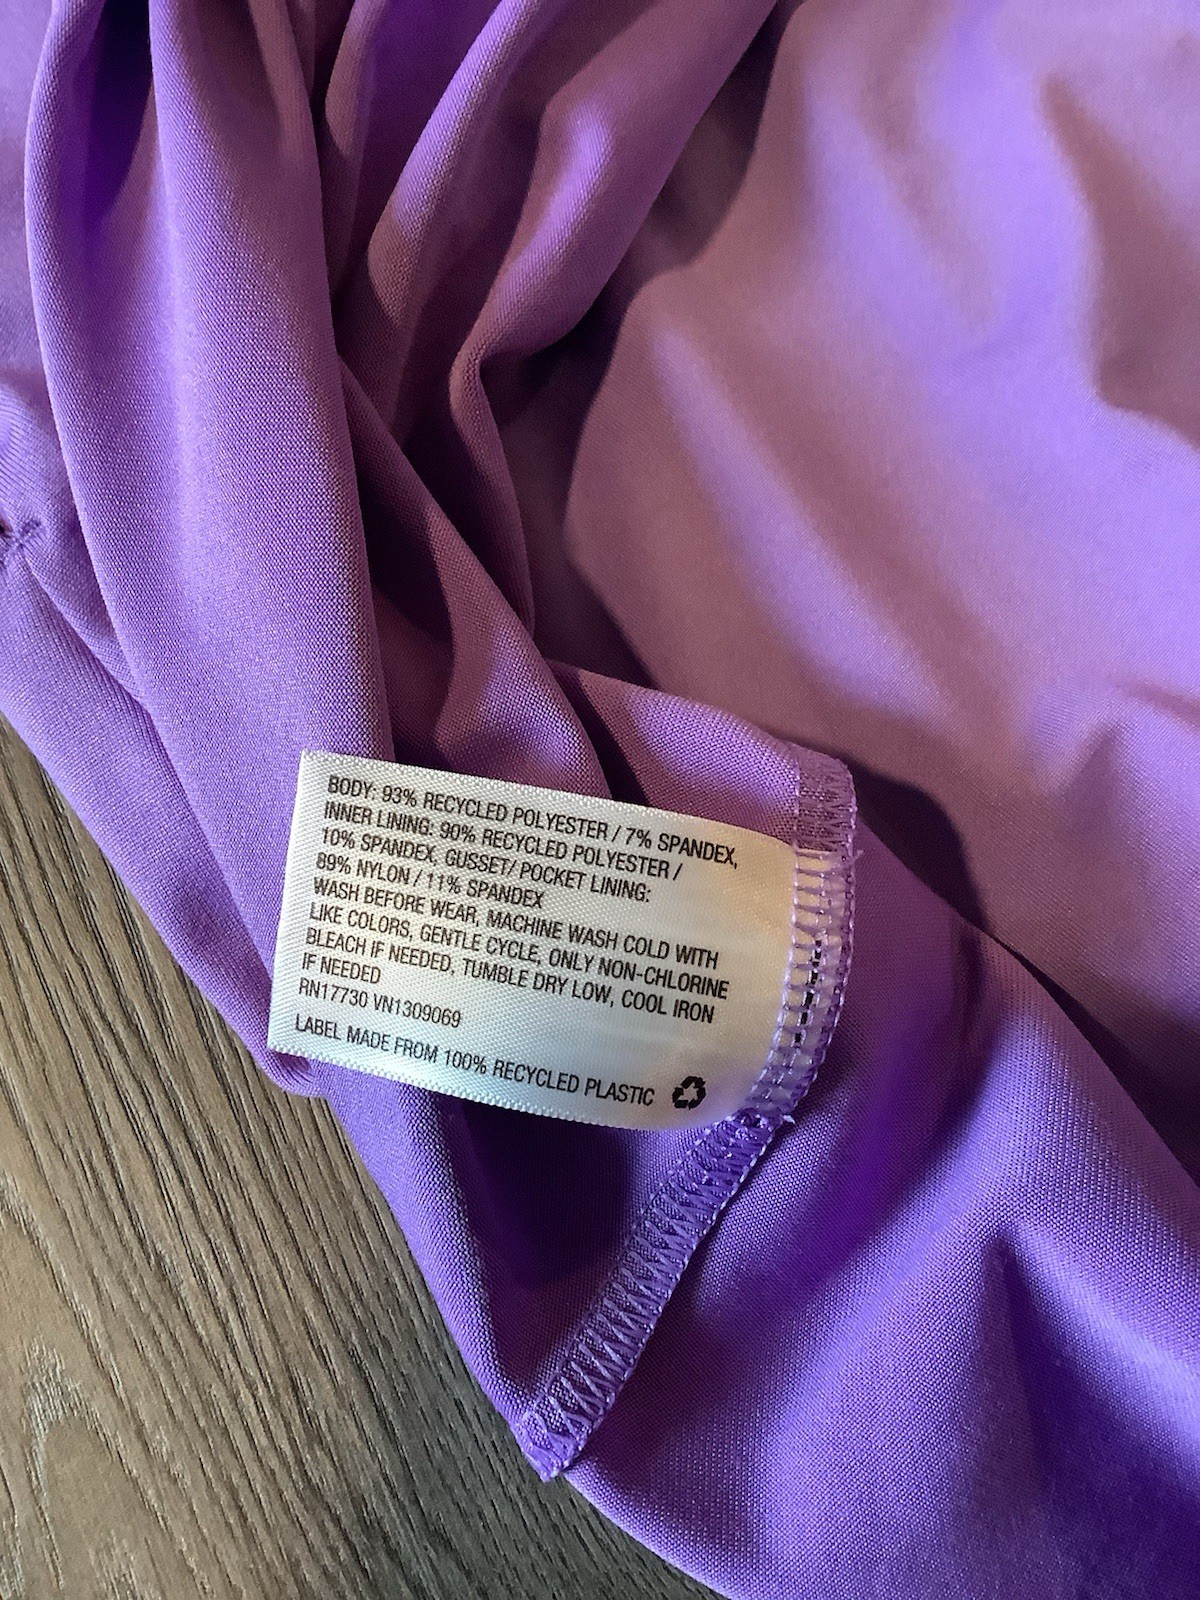 BODY: 93% RECYCLED POLYESTER / 7% SPANDEX,
INNER LINING: 90% RECYCLED POLYESTER /
10% SPANDEX, GUSSET/ POCKET LINING:
89% NYLON / 11% SPANDEX
WASH BEFORE WEAR, MACHINE WASH COLD WITH
LIKE COLORS, GENTLE CYCLE, ONLY NON-CHLORINE
BLEACH IF NEEDED, TUMBLE DRY LOW, COOL IRON
IF NEEDED
RN17730 VN1309069
LABEL MADE FROM 100% RECYCLED PLASTIC